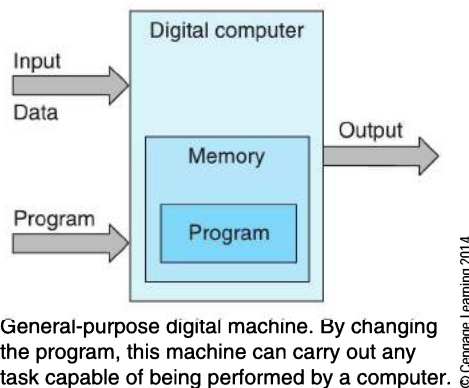 Digital computer
Input
Data
Output
Memory
Program
Program
General-purpose digital machine. By changing
the program, this machine can carry out any
task capable of being performed by a computer.
© Cengage Learning 2014